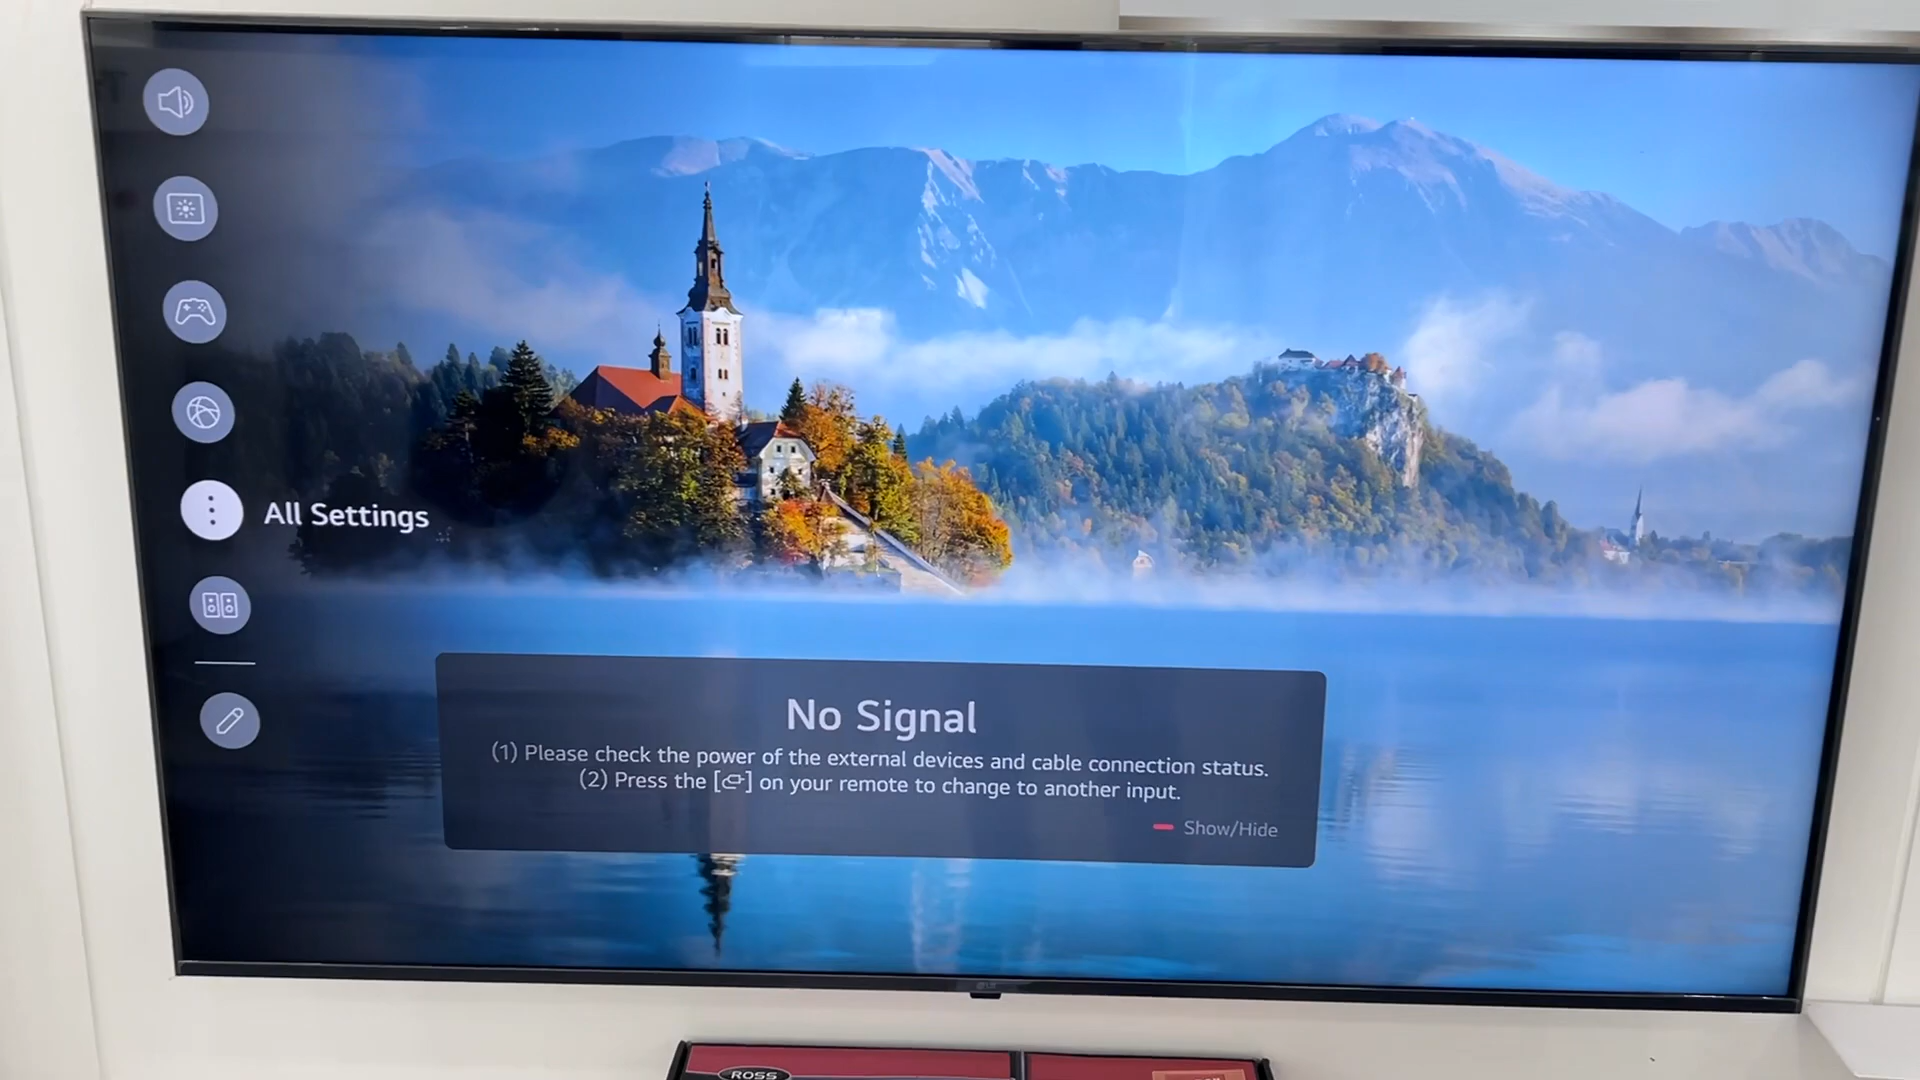 All Settings
No Signal
(1) Please check the power of the external devices and cable connection status.
(2) Press the [] on your remote to change to another input.
Show/Hide
LG
ROSS